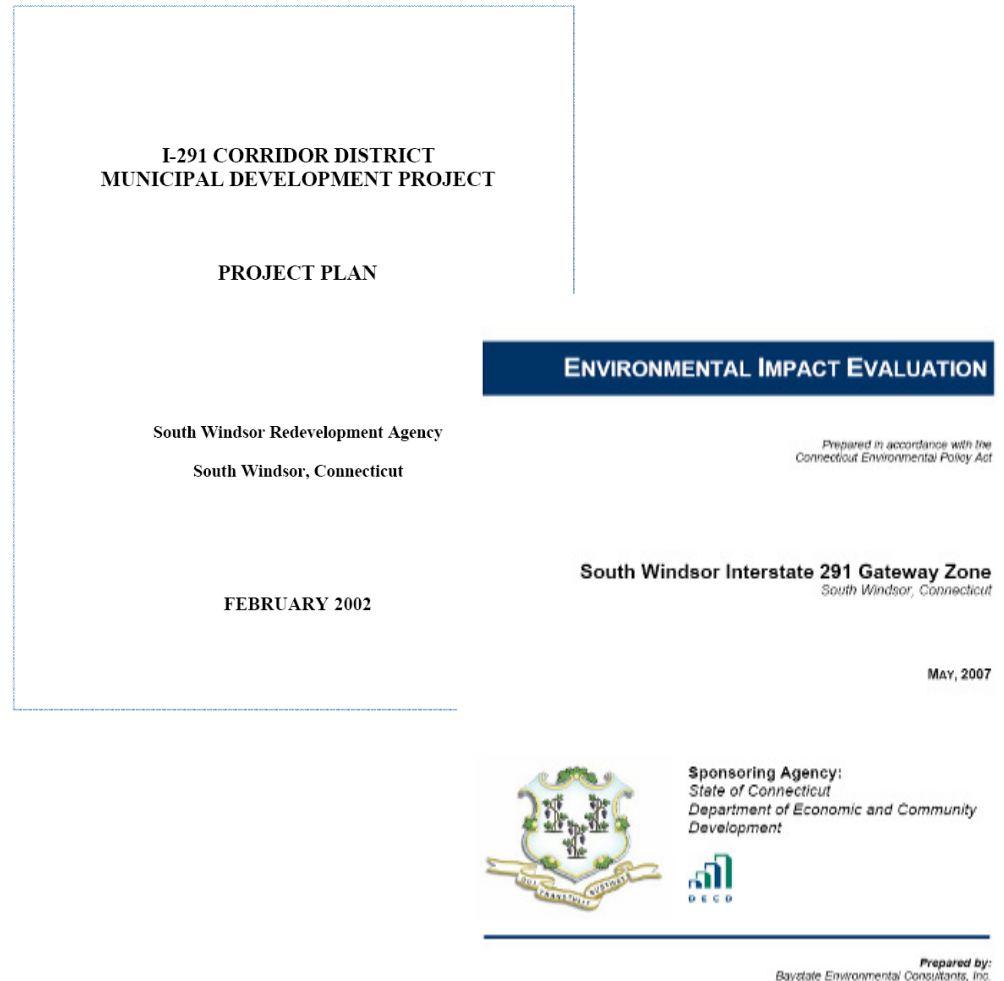 I-291 CORRIDOR DISTRICT
MUNICIPAL DEVELOPMENT PROJECT
PROJECT PLAN
South Windsor Redevelopment Agency
South Windsor, Connecticut
FEBRUARY 2002
ENVIRONMENTAL IMPACT EVALUATION
Prepared in accordance with the
Connecticut Environmental Policy Act
South Windsor Interstate 291 Gateway Zone
South Windsor, Connecticut
MAY, 2007
Sponsoring Agency:
State of Connecticut
Department of Economic and Community
Development
QUI TRANSTULIT SUSTINET
DECD
Prepared by:
Baystate Environmental Consultants, Inc.